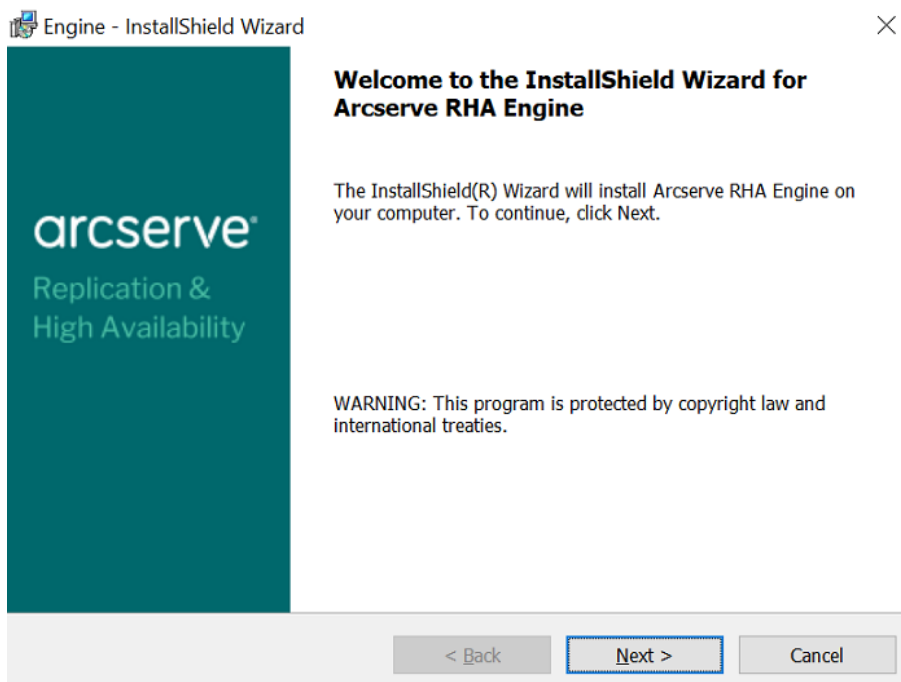 Engine - InstallShield Wizard
Welcome to the InstallShield Wizard for
Arcserve RHA Engine
The InstallShield(R) Wizard will install Arcserve RHA Engine on
your computer. To continue, click Next.
arcserve®
Replication &
High Availability
WARNING: This program is protected by copyright law and
international treaties.
< Back
Next >
Cancel